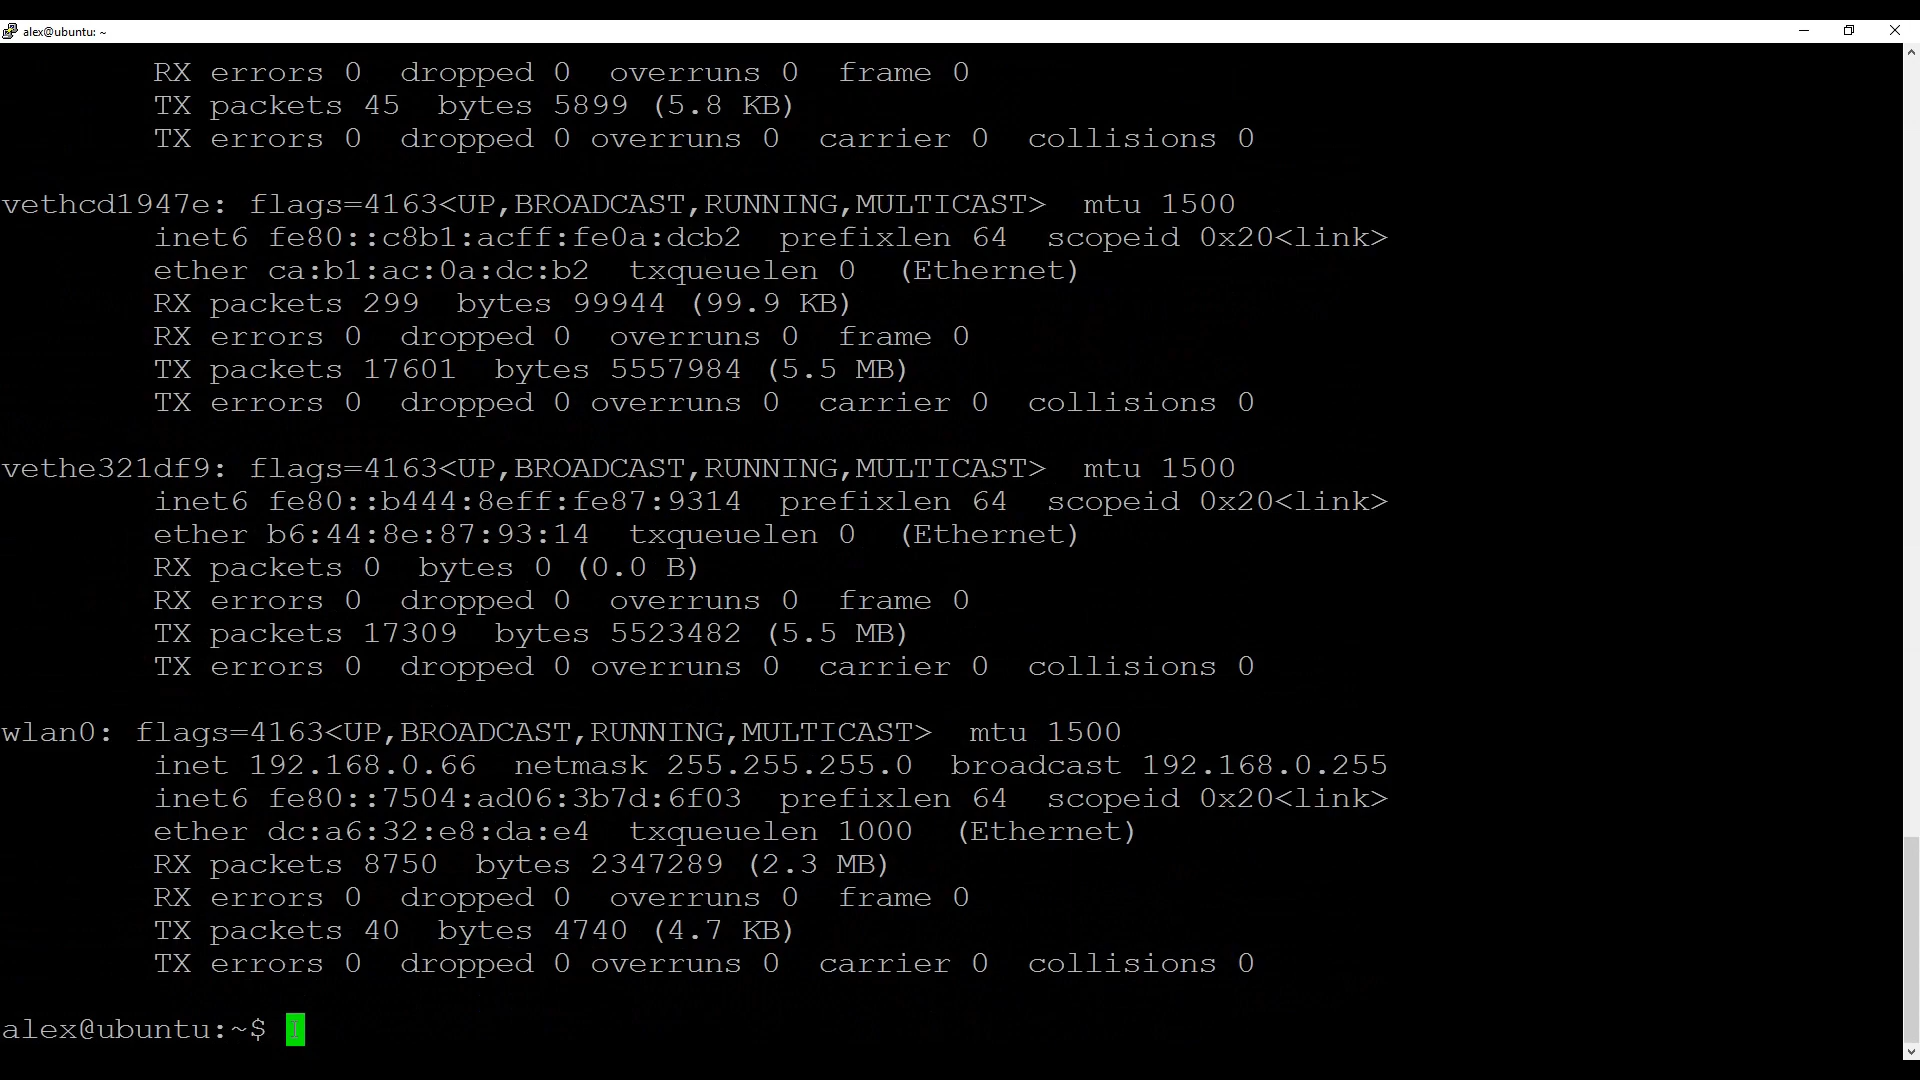 alex@ubuntu: ~
RX errors 0  dropped 0  overruns 0  frame 0
TX packets 45  bytes 5899 (5.8 KB)
TX errors 0  dropped 0 overruns 0  carrier 0  collisions 0
vethcd1947e: flags=4163<UP,BROADCAST,RUNNING,MULTICAST>  mtu 1500
inet6 fe80::c8b1:acff:fe0a:dcb2  prefixlen 64  scopeid 0x20<link>
ether ca:b1:ac:0a:dc:b2  txqueuelen 0  (Ethernet)
RX packets 299  bytes 99944 (99.9 KB)
RX errors 0  dropped 0  overruns 0  frame 0
TX packets 17601  bytes 5557984 (5.5 MB)
TX errors 0  dropped 0 overruns 0  carrier 0  collisions 0
vethe321df9: flags=4163<UP,BROADCAST,RUNNING,MULTICAST>  mtu 1500
inet6 fe80::b444:8eff:fe87:9314  prefixlen 64  scopeid 0x20<link>
ether b6:44:8e:87:93:14  txqueuelen 0  (Ethernet)
RX packets 0  bytes 0 (0.0 B)
RX errors 0  dropped 0  overruns 0  frame 0
TX packets 17309  bytes 5523482 (5.5 MB)
TX errors 0  dropped 0 overruns 0  carrier 0  collisions 0
wlan0: flags=4163<UP,BROADCAST,RUNNING,MULTICAST>  mtu 1500
inet 192.168.0.66  netmask 255.255.255.0  broadcast 192.168.0.255
inet6 fe80::7504:ad06:3b7d:6f03  prefixlen 64  scopeid 0x20<link>
ether dc:a6:32:e8:da:e4  txqueuelen 1000  (Ethernet)
RX packets 8750  bytes 2347289 (2.3 MB)
RX errors 0  dropped 0  overruns 0  frame 0
TX packets 40  bytes 4740 (4.7 KB)
TX errors 0  dropped 0 overruns 0  carrier 0  collisions 0
alex@ubuntu:~$